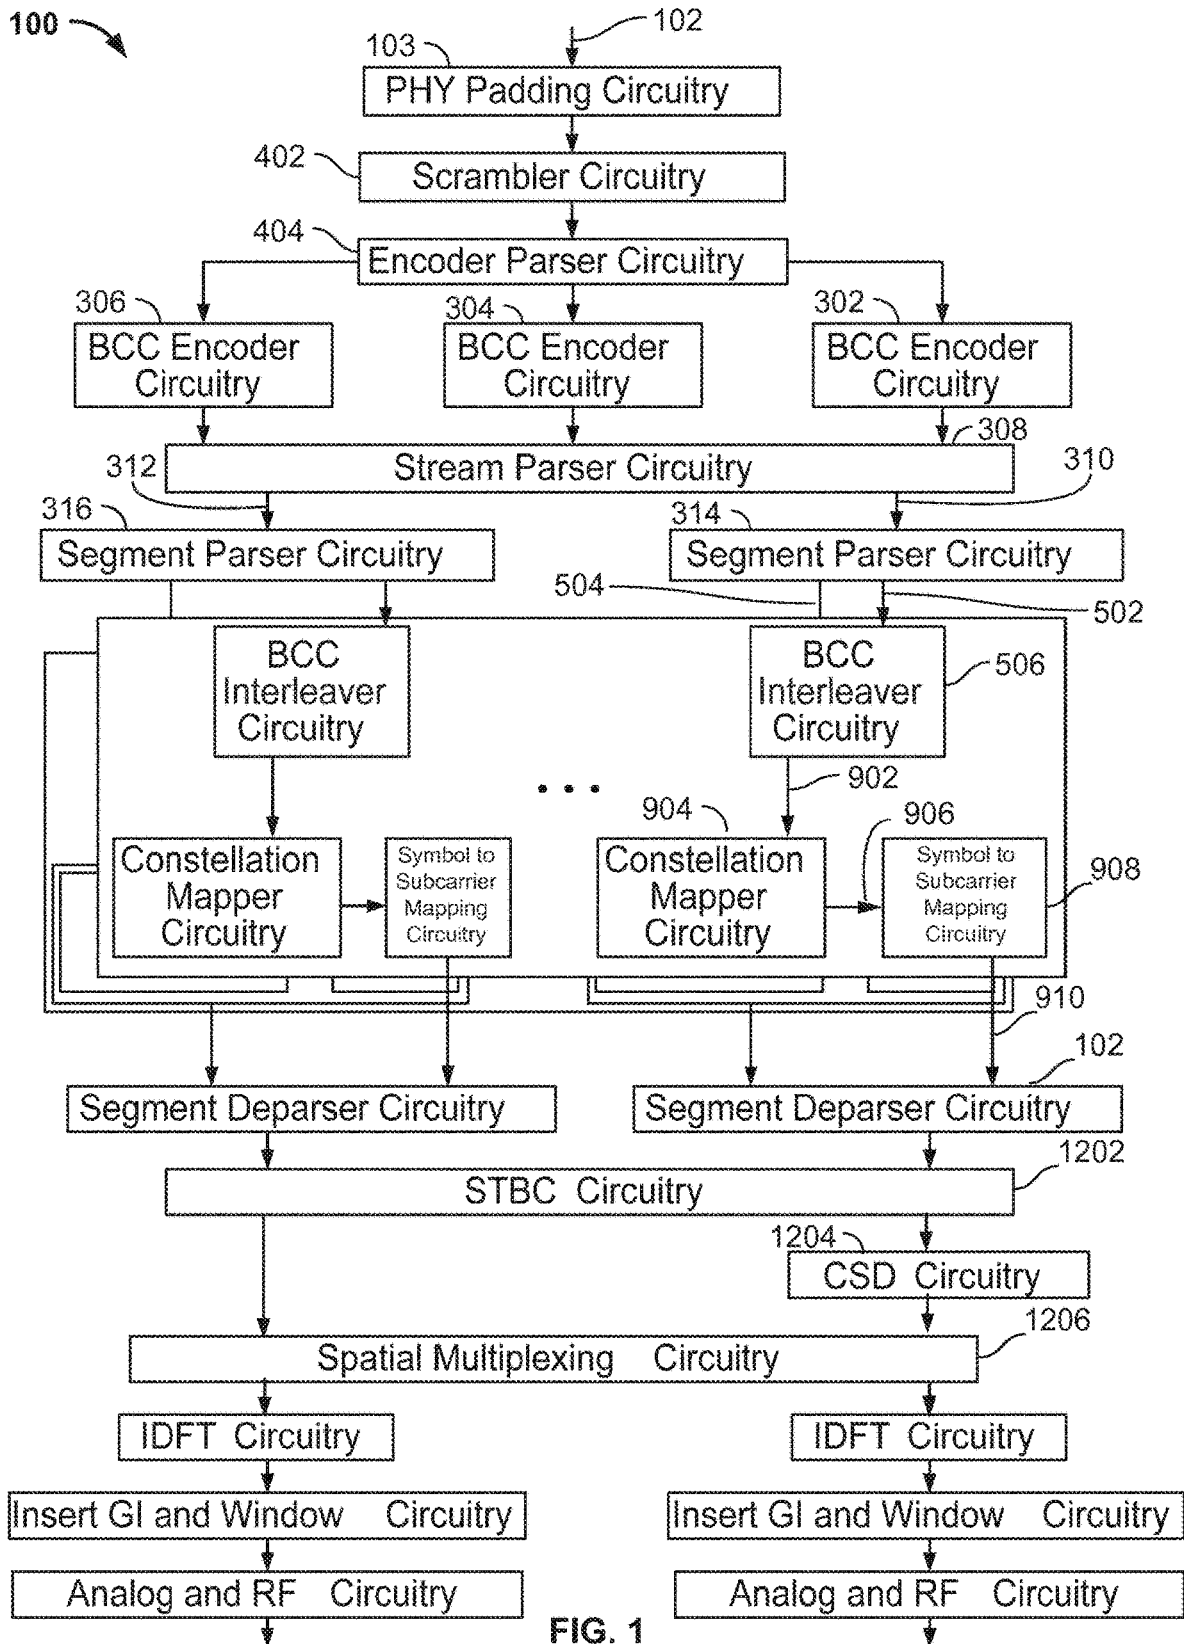 100
102
103
PHY Padding Circuitry
402
Scrambler Circuitry
404
Encoder Parser Circuitry
306
304
302
BCC Encoder
Circuitry
BCC Encoder
Circuitry
BCC Encoder
Circuitry
308
Stream Parser Circuitry
312
310
316
314
Segment Parser Circuitry
Segment Parser Circuitry
504
502
BCC
Interleaver
Circuitry
BCC
Interleaver
Circuitry
506
902
. . .
904
906
Constellation
Mapper
Circuitry
Symbol to
Subcarrier
Mapping
Circuitry
Constellation
Mapper
Circuitry
Symbol to
Subcarrier
Mapping
Circuitry
908
910
102
Segment Deparser Circuitry
Segment Deparser Circuitry
1202
STBC Circuitry
1204
CSD Circuitry
1206
Spatial Multiplexing Circuitry
IDFT Circuitry
IDFT Circuitry
Insert GI and Window Circuitry
Insert GI and Window Circuitry
Analog and RF Circuitry
Analog and RF Circuitry
FIG. 1